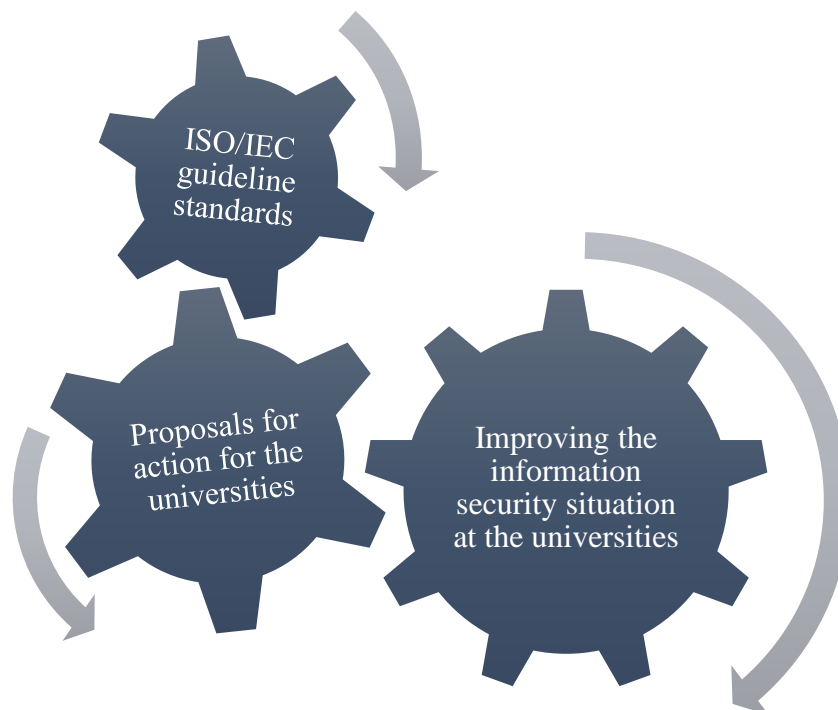 ISO/IEC
guideline
standards
Proposals for
action for the
universities
Improving the
information
security situation
at the universities